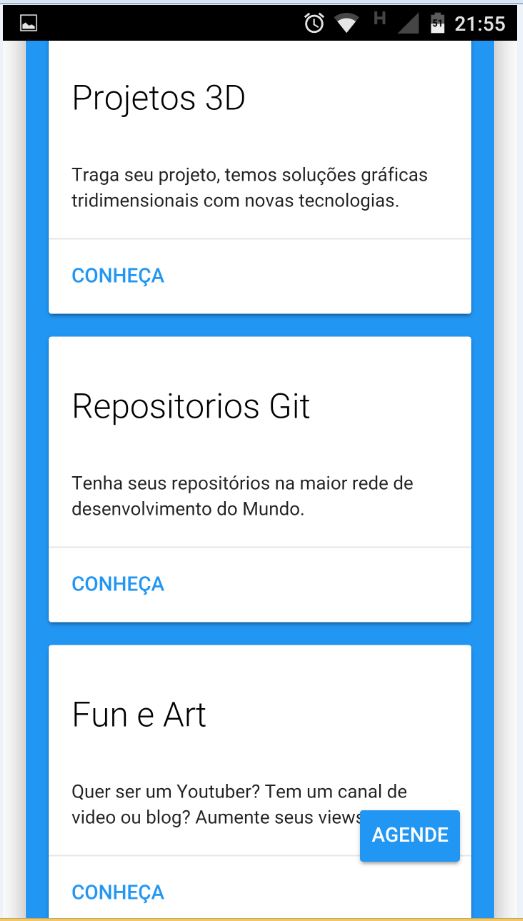 H 51 21:55
Projetos 3D
Traga seu projeto, temos soluções gráficas
tridimensionais com novas tecnologias.
CONHEÇA
Repositorios Git
Tenha seus repositórios na maior rede de
desenvolvimento do Mundo.
CONHEÇA
Fun e Art
Quer ser um Youtuber? Tem um canal de
video ou blog? Aumente seus views
AGENDE
CONHEÇA